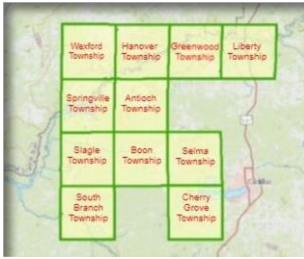 Wexford
Township
Hanover
Township
Greenwood
Township
Liberty
Township
Springville
Township
Antioch
Township
Slagle
Township
Boon
Township
Selma
Township
South
Branch
Township
Cherry
Grove
Township